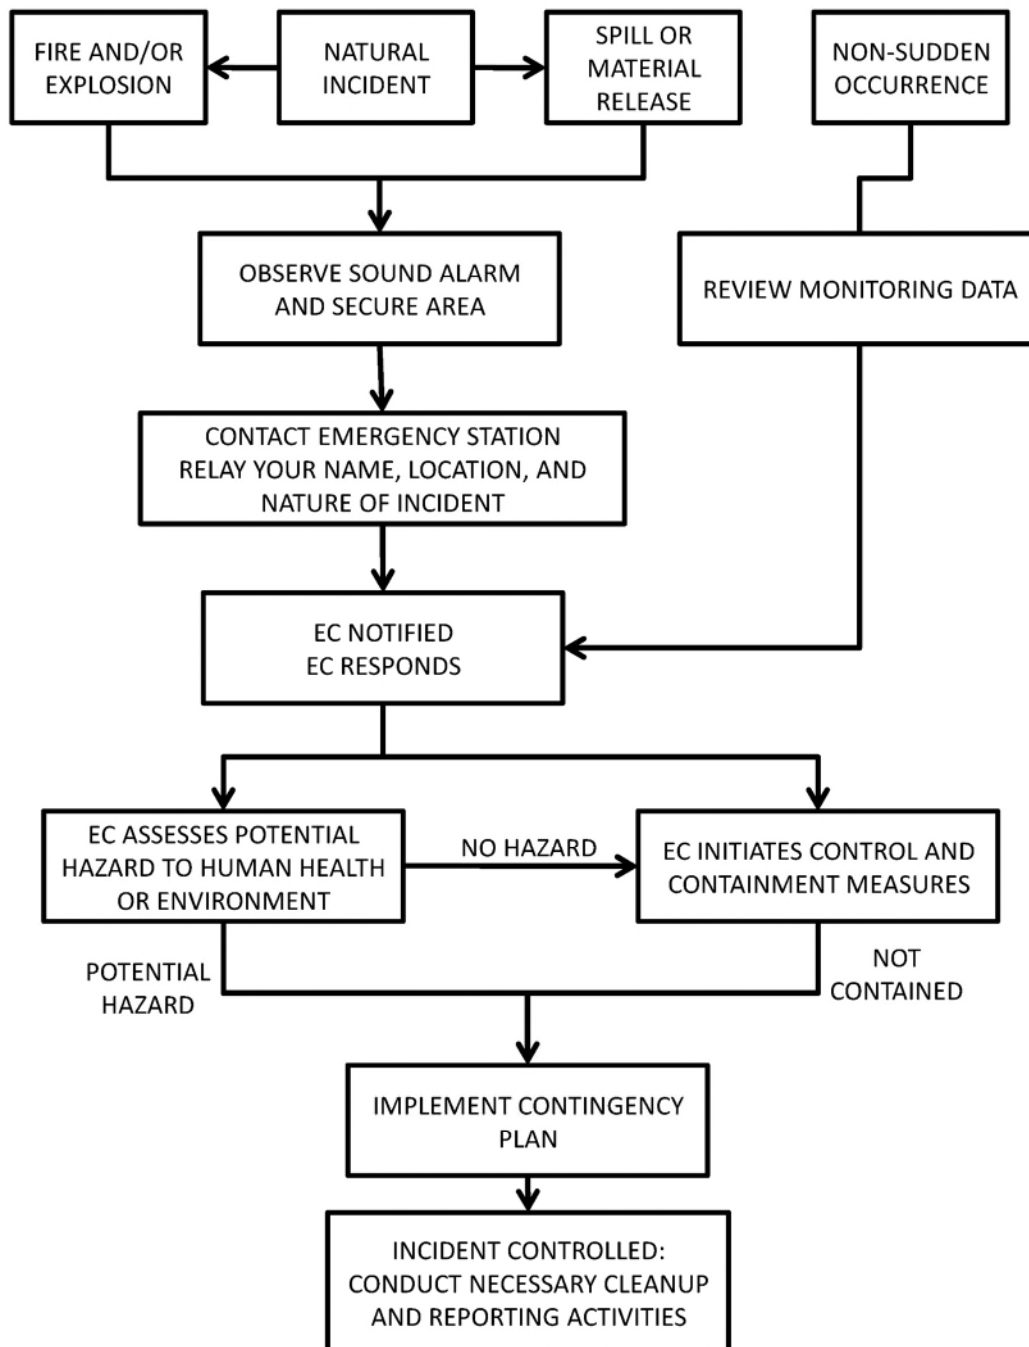 FIRE AND/OR
EXPLOSION
NATURAL
INCIDENT
SPILL OR
MATERIAL
RELEASE
NON-SUDDEN
OCCURRENCE
OBSERVE SOUND ALARM
AND SECURE AREA
REVIEW MONITORING DATA
CONTACT EMERGENCY STATION
RELAY YOUR NAME, LOCATION, AND
NATURE OF INCIDENT
EC NOTIFIED
EC RESPONDS
EC ASSESSES POTENTIAL
HAZARD TO HUMAN HEALTH
OR ENVIRONMENT
NO HAZARD
EC INITIATES CONTROL AND
CONTAINMENT MEASURES
POTENTIAL
HAZARD
NOT
CONTAINED
IMPLEMENT CONTINGENCY
PLAN
INCIDENT CONTROLLED:
CONDUCT NECESSARY CLEANUP
AND REPORTING ACTIVITIES